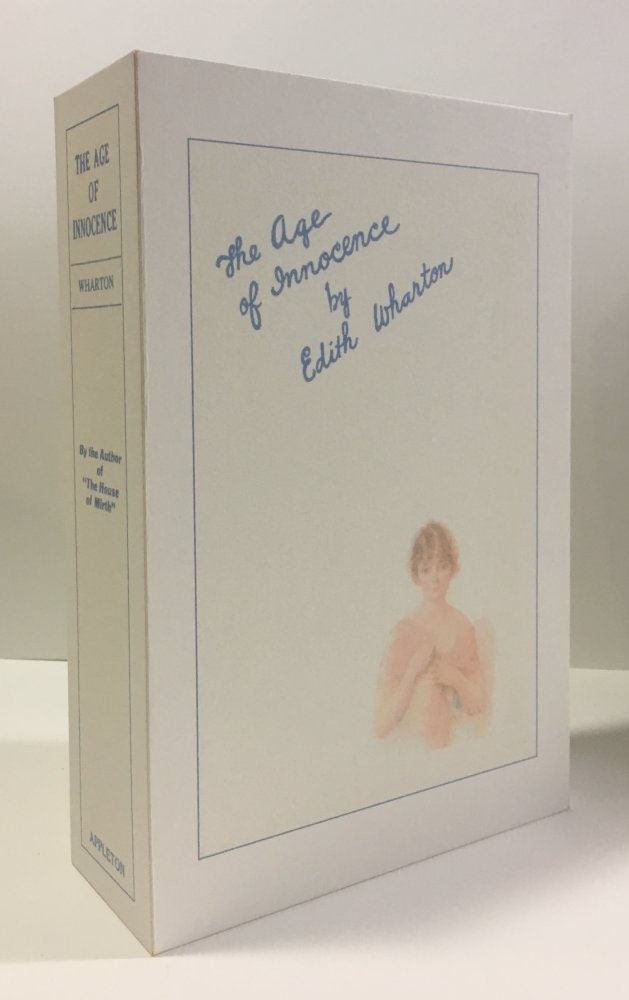 THE AGE
OF
INNOCENCE
WHARTON
By the Author
of
"The House
of Mirth"
APPLETON
The Age
of Innocence
by
Edith Wharton